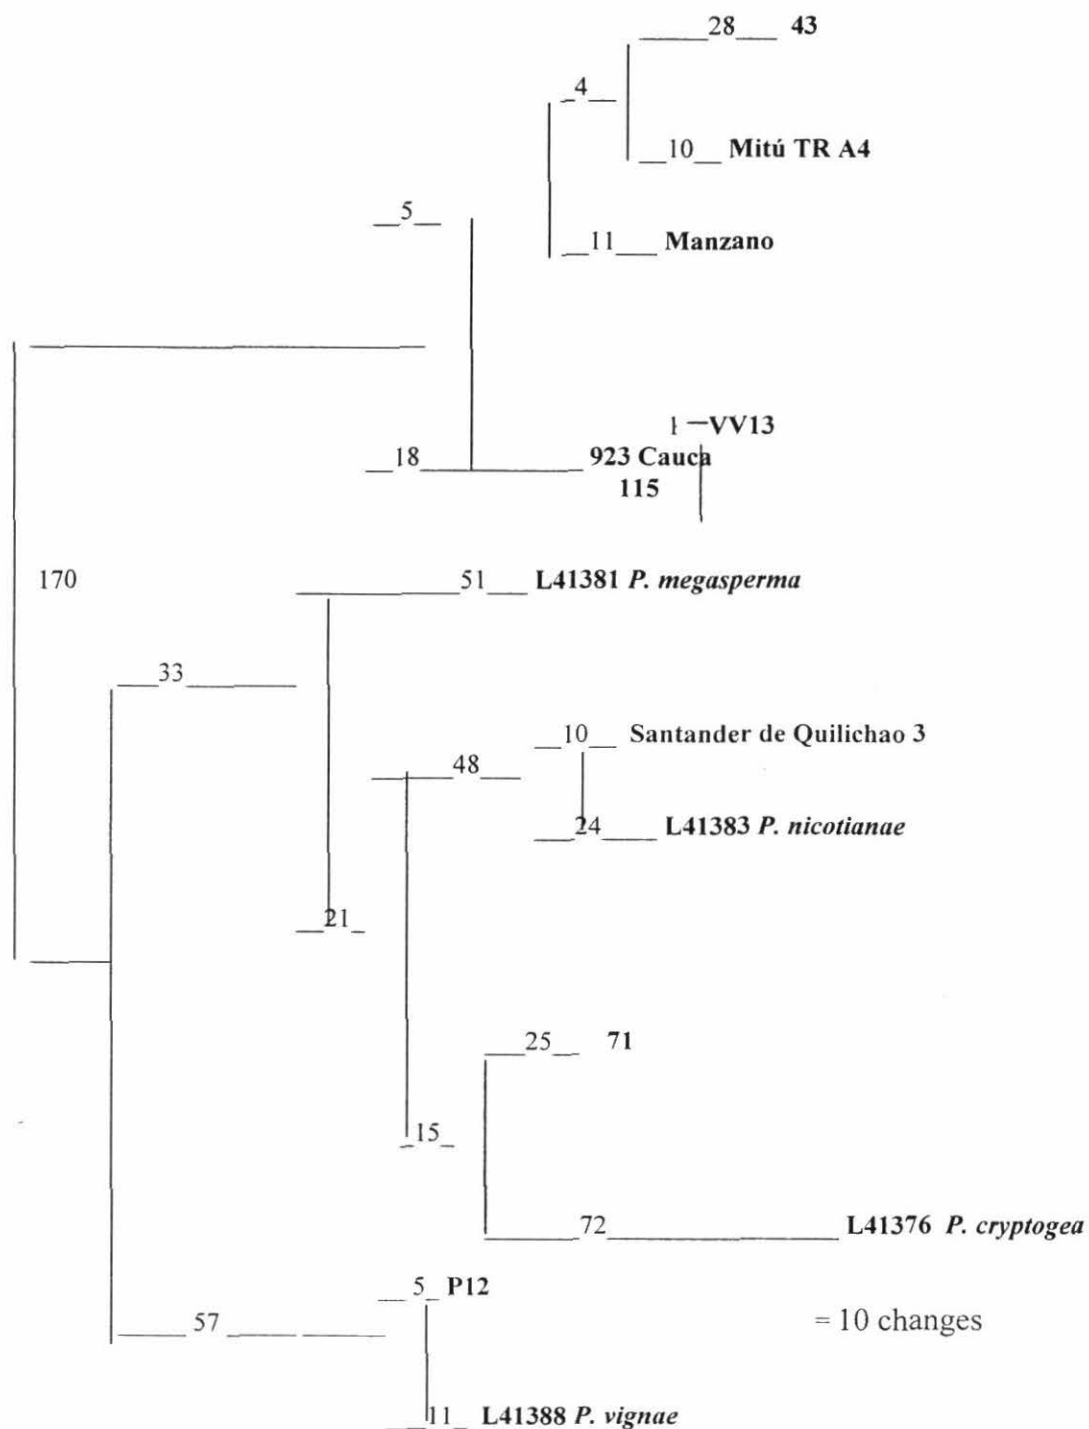 28 43
4
10 Mitú TR A4
5
11 Manzano
1 VV13
18 923 Cauca
115
170
51 L41381 P. megasperma
33
10 Santander de Quilichao 3
48
24 L41383 P. nicotianae
21
25 71
15
72 L41376 P. cryptogea
5 P12
57
= 10 changes
11 L41388 P. vignae